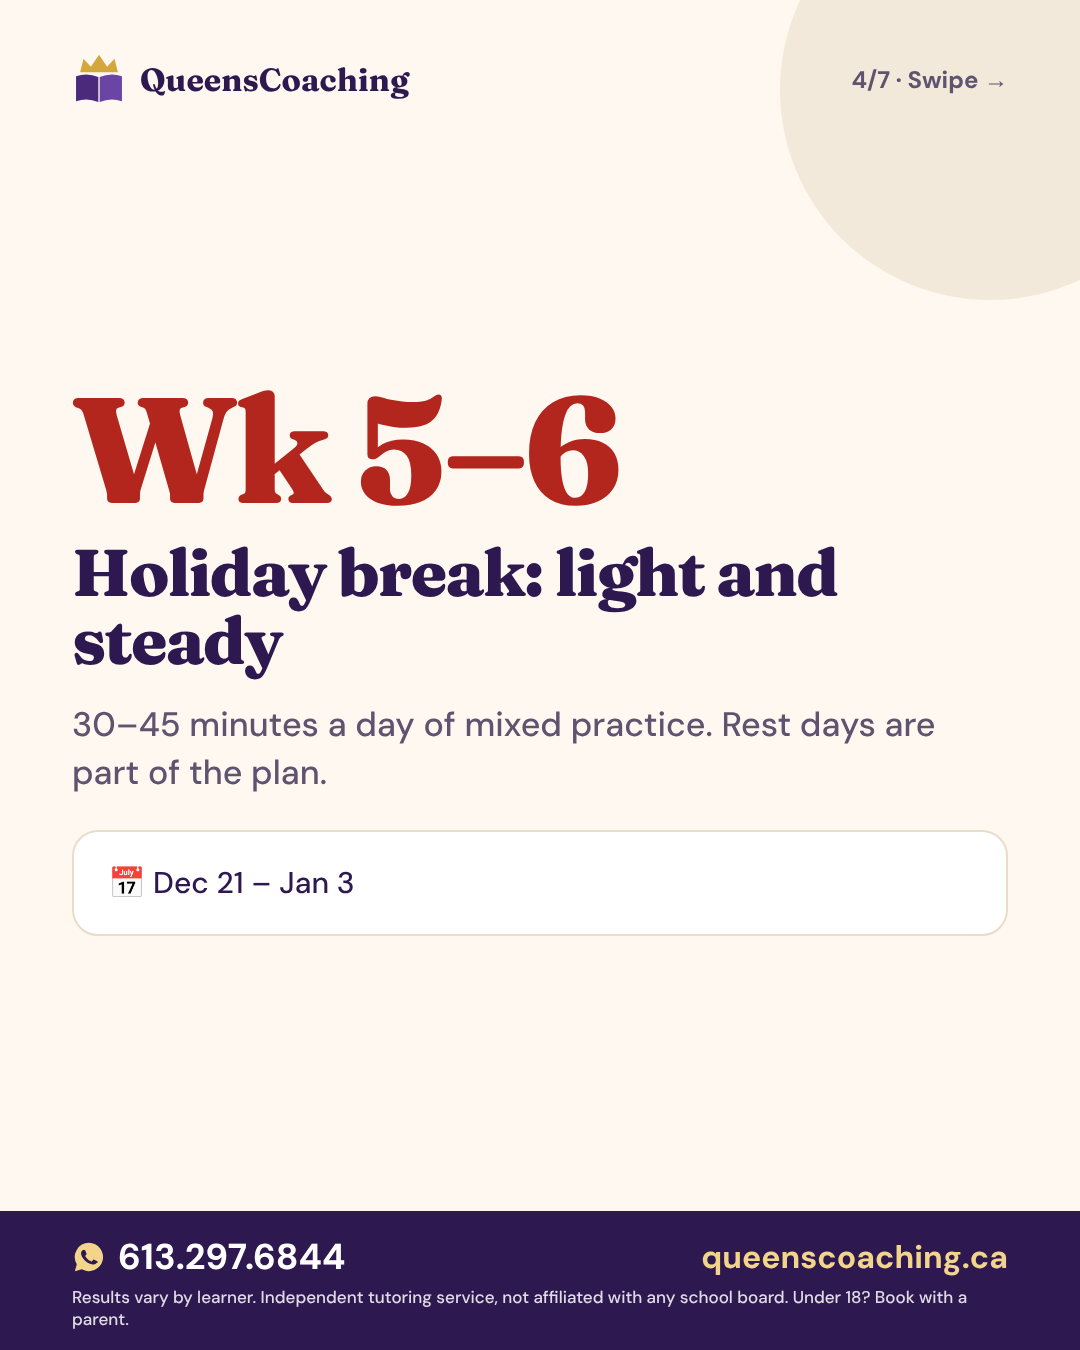 QueensCoaching
4/7 · Swipe →
Wk 5–6
Holiday break: light and
steady
30–45 minutes a day of mixed practice. Rest days are
part of the plan.
📅 Dec 21 – Jan 3
613.297.6844
queenscoaching.ca
Results vary by learner. Independent tutoring service, not affiliated with any school board. Under 18? Book with a
parent.